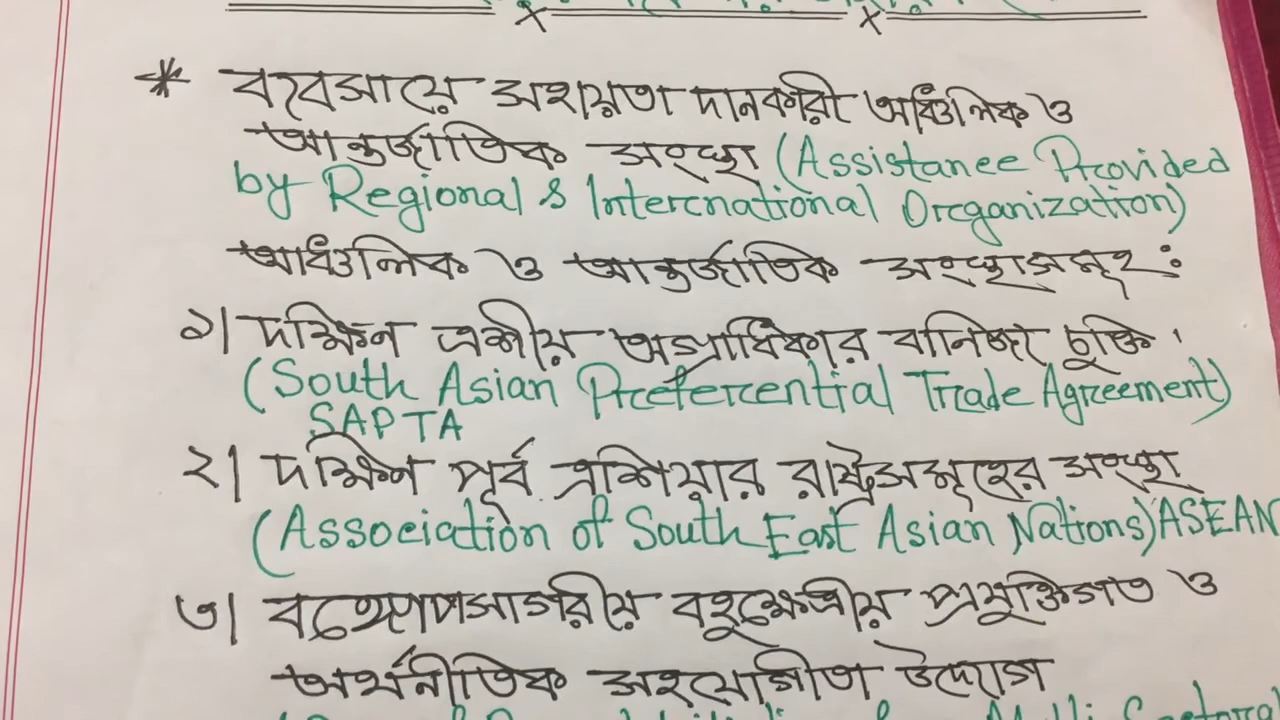 * ব্যবসায়ে সহায়তা দানকারী আঞ্চলিক ও
আন্তর্জাতিক সংস্থা (Assistance Provided
by Regional & International Organization)
আঞ্চলিক ও আন্তর্জাতিক সংস্থাসমূহ :
১। দক্ষিন এশীয় অগ্রাধিকার বানিজ্য চুক্তি ।
(South Asian Preferential Trade Agreement)
SAPTA
২। দক্ষিন পূর্ব এশিয়ার রাষ্ট্রসমূহের সংস্থা
(Association of South East Asian Nations) ASEAN
৩। বঙ্গোপসাগরীয় বহুক্ষেত্রীয় প্রযুক্তিগত ও
অর্থনীতিক সহযোগীতা উদ্যোগ